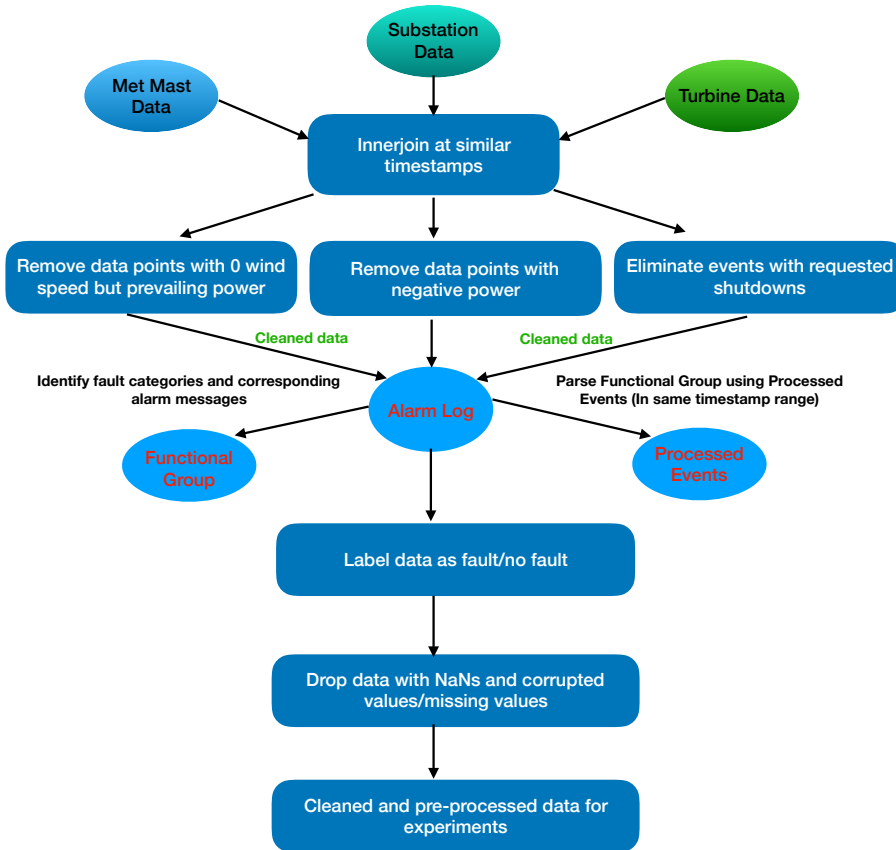 Substation
Data
Met Mast
Data
Turbine Data
Innerjoin at similar
timestamps
Remove data points with 0 wind
speed but prevailing power
Remove data points with
negative power
Eliminate events with requested
shutdowns
Cleaned data
Cleaned data
Identify fault categories and corresponding
alarm messages
Parse Functional Group using Processed
Events (In same timestamp range)
Alarm Log
Functional
Group
Processed
Events
Label data as fault/no fault
Drop data with NaNs and corrupted
values/missing values
Cleaned and pre-processed data for
experiments